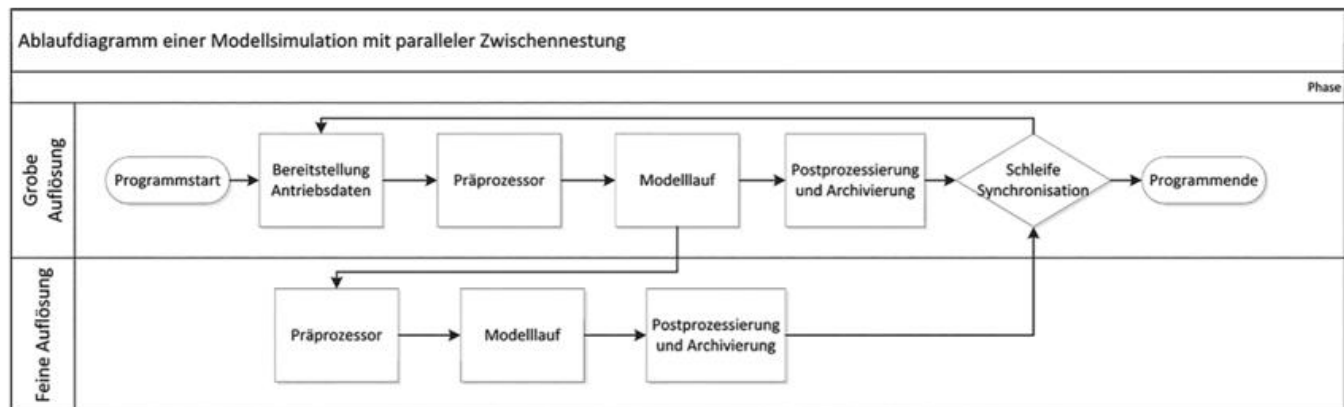 Ablaufdiagramm einer Modellsimulation mit paralleler Zwischennestung
Phase
Grobe
Auflösung
Programmstart
Bereitstellung
Antriebsdaten
Präprozessor
Modelllauf
Postprozessierung
und Archivierung
Schleife
Synchronisation
Programmende
Feine Auflösung
Präprozessor
Modelllauf
Postprozessierung
und Archivierung